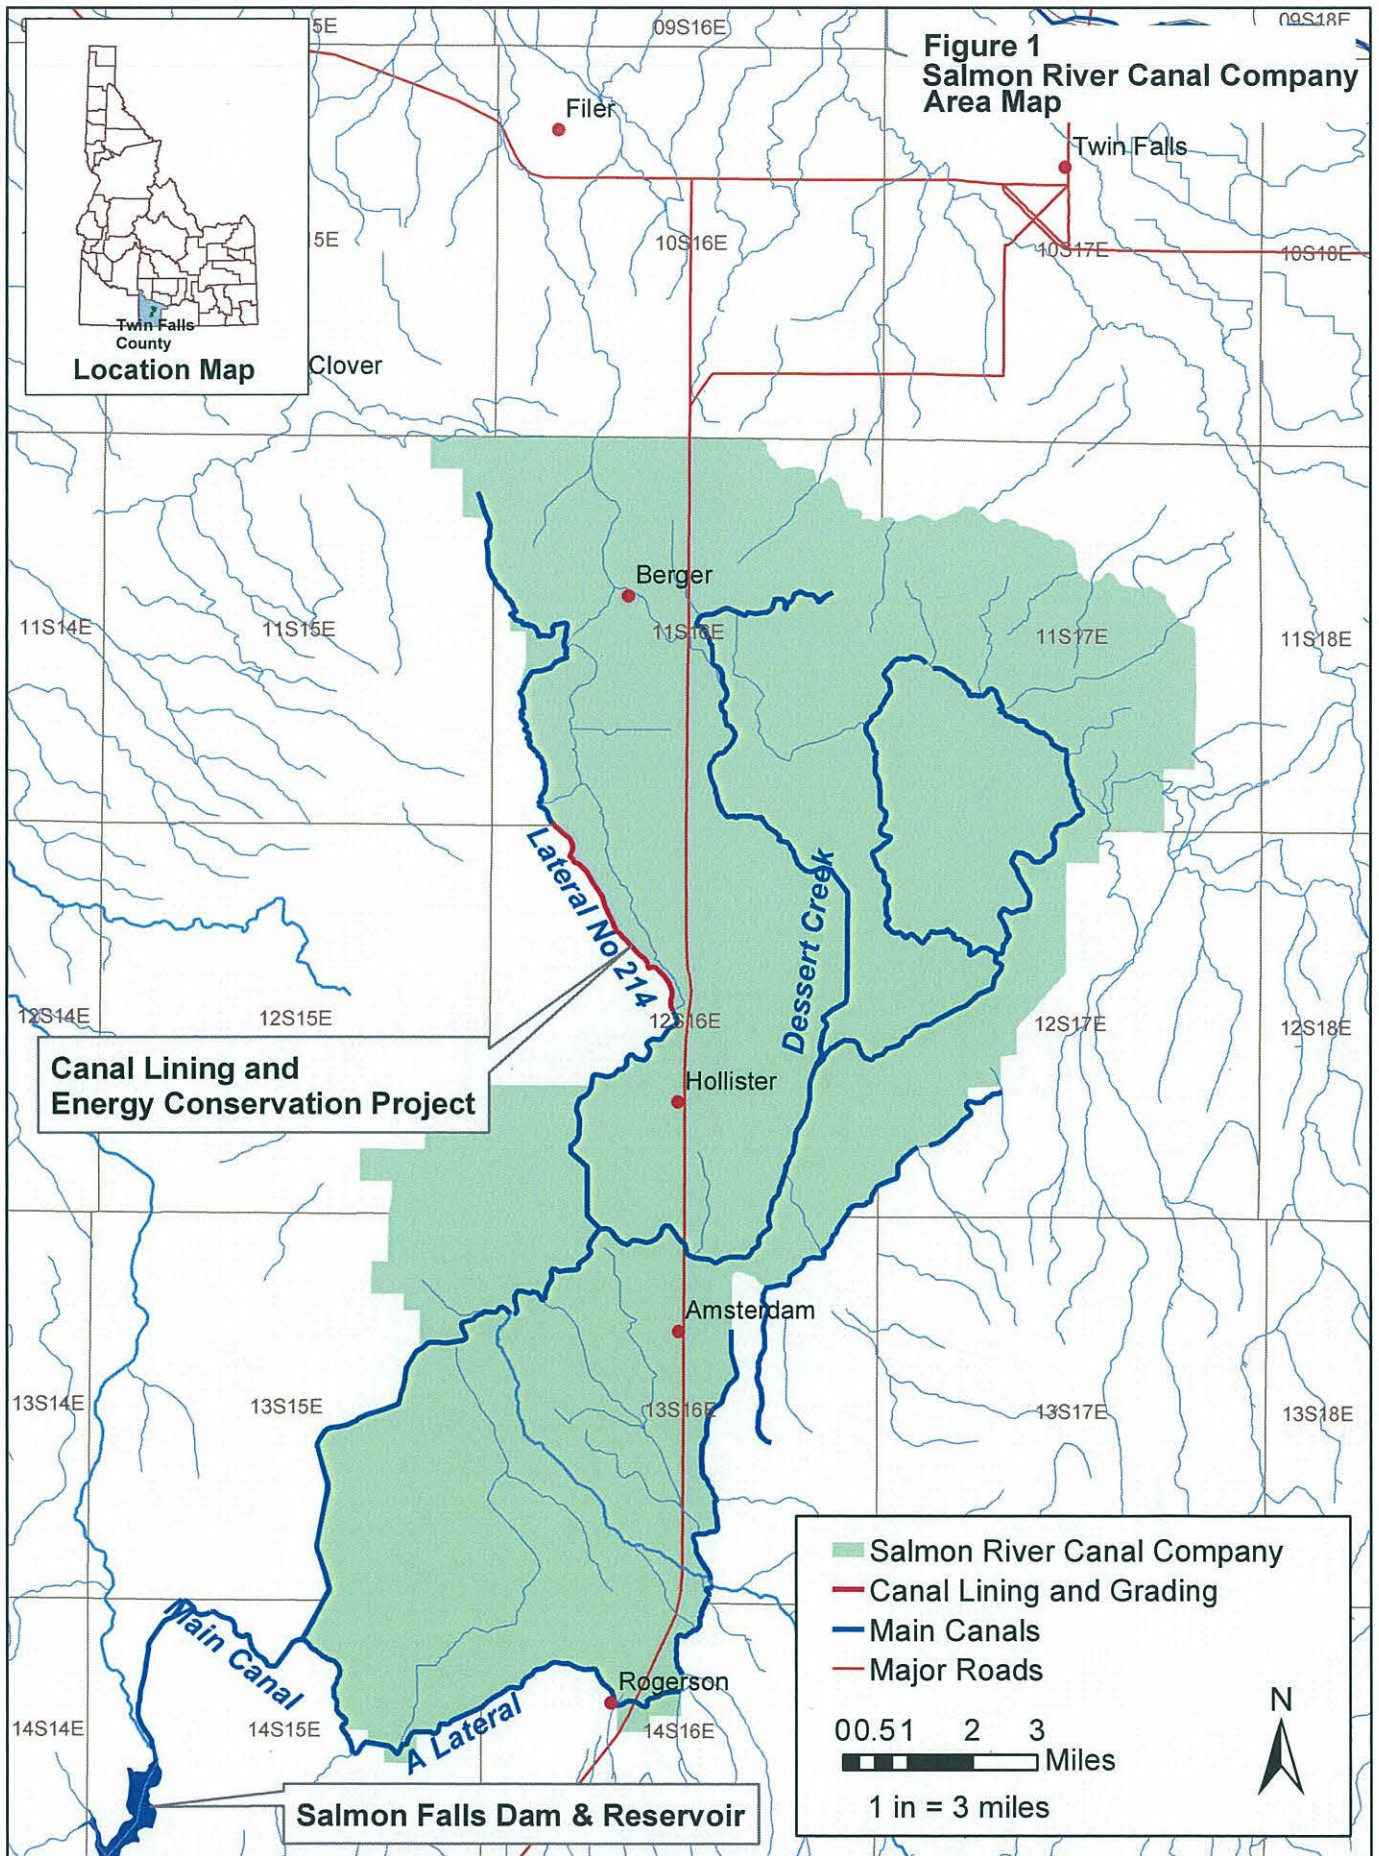 5E
09S16E
09S18E
Figure 1
Salmon River Canal Company
Area Map
Filer
Twin Falls
5E
10S16E
10S17E
10S18E
Twin Falls
County
Location Map
Clover
Berger
11S14E
11S15E
11S16E
11S17E
11S18E
Lateral No 214
Dessert Creek
12S14E
12S15E
12S16E
12S17E
12S18E
Canal Lining and
Energy Conservation Project
Hollister
Amsterdam
13S14E
13S15E
13S16E
13S17E
13S18E
Salmon River Canal Company
Canal Lining and Grading
Main Canals
Major Roads
Main Canal
Rogerson
A Lateral
14S14E
14S15E
14S16E
N
0 0.5 1 2 3
Miles
1 in = 3 miles
Salmon Falls Dam & Reservoir